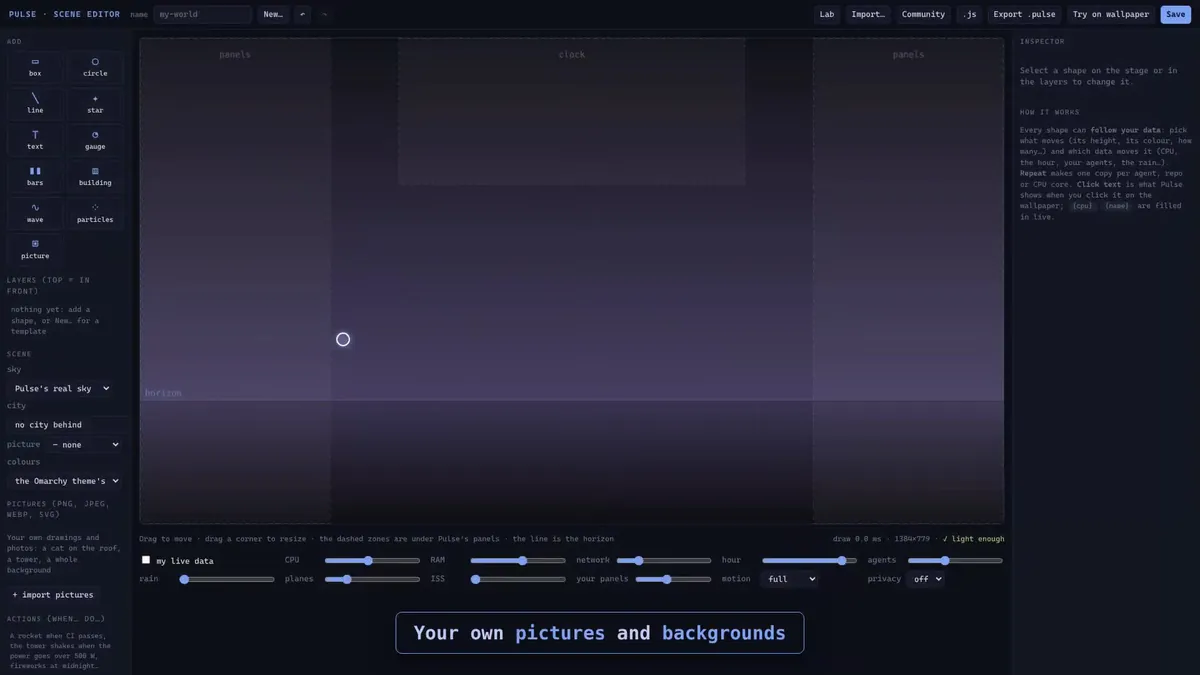 PULSE · SCENE EDITOR name my-world New… Lab Import… Community .js Export .pulse Try on wallpaper Save
ADD
box circle
line star
text gauge
bars building
wave particles
picture
LAYERS (TOP = IN
FRONT)
nothing yet: add a
shape, or New… for a
template
SCENE
sky
Pulse's real sky
city
no city behind
picture — none
colours
the Omarchy theme's
PICTURES (PNG, JPEG,
WEBP, SVG)
Your own drawings and
photos: a cat on the roof,
a tower, a whole
background
+ import pictures
ACTIONS (WHEN… DO…)
A rocket when CI passes,
the tower shakes when the
power goes over 500 W,
fireworks at midnight…
panels clock panels
horizon
Drag to move · drag a corner to resize · the dashed zones are under Pulse's panels · the line is the horizon
draw 0.0 ms · 1384×779 · ✓ light enough
my live data CPU RAM network hour agents
rain planes ISS your panels motion full privacy off
Your own pictures and backgrounds
INSPECTOR
Select a shape on the stage or in
the layers to change it.
HOW IT WORKS
Every shape can follow your data: pick
what moves (its height, its colour, how
many…) and which data moves it (CPU,
the hour, your agents, the rain…).
Repeat makes one copy per agent, repo
or CPU core. Click text is what Pulse
shows when you click it on the
wallpaper; {cpu} {name} are filled
in live.